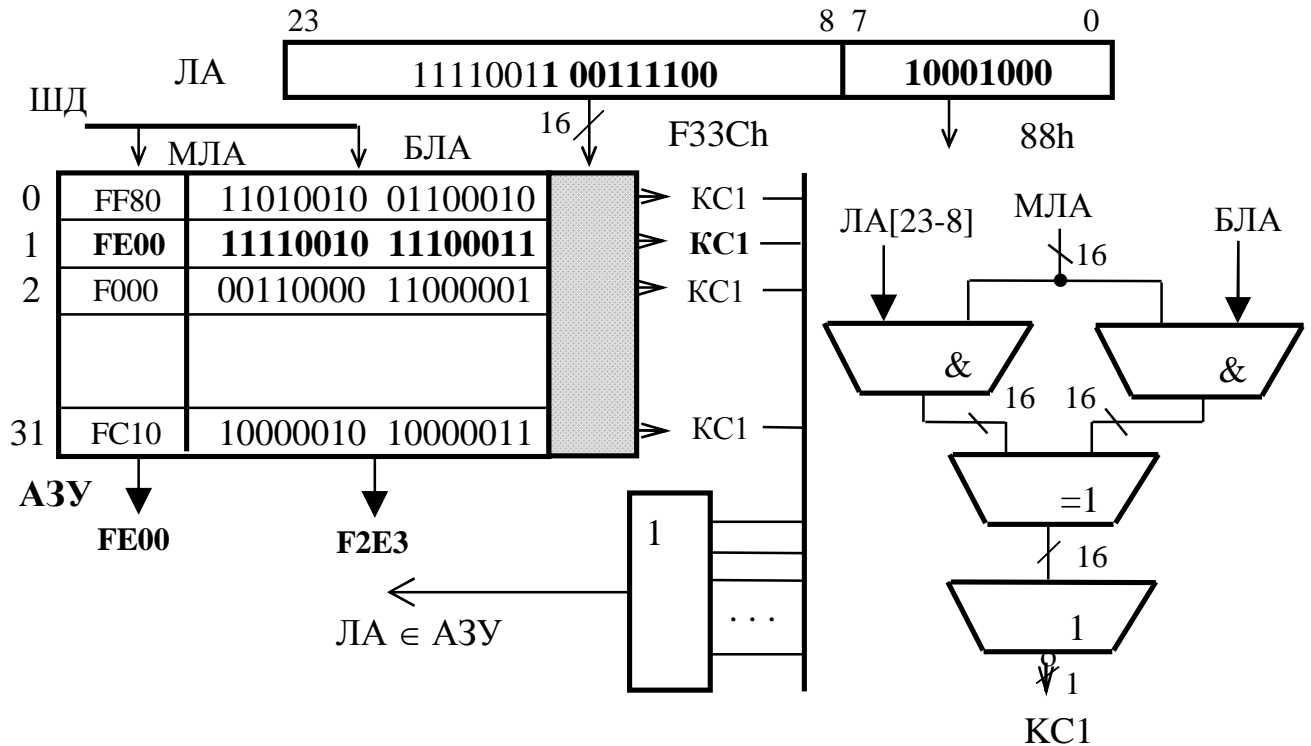 23 8 7 0
ЛА 11110011 00111100 10001000
ШД
16 F33Ch 88h
МЛА БЛА
0 FF80 11010010 01100010 КС1
1 FE00 11110010 11100011 КС1
2 F000 00110000 11000001 КС1
31 FC10 10000010 10000011 КС1
АЗУ
FE00 F2E3
1
. . .
ЛА ∈ АЗУ
ЛА[23-8] МЛА БЛА
16
& &
16 16
=1
16
1
1
КС1